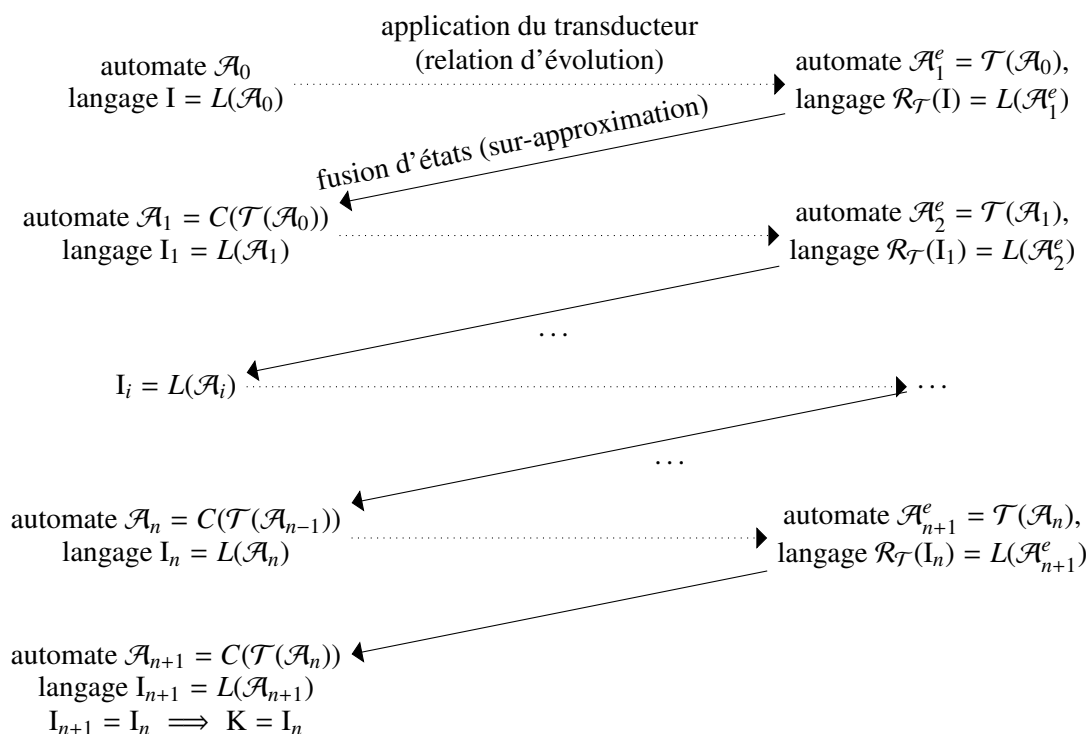 application du transducteur
(relation d'évolution)
automate 𝒜₀
langage I = L(𝒜₀)
automate 𝒜₁ᵉ = 𝒯(𝒜₀),
langage ℛ_𝒯(I) = L(𝒜₁ᵉ)
fusion d'états (sur-approximation)
automate 𝒜₁ = C(𝒯(𝒜₀))
langage I₁ = L(𝒜₁)
automate 𝒜₂ᵉ = 𝒯(𝒜₁),
langage ℛ_𝒯(I₁) = L(𝒜₂ᵉ)
⋯
Iᵢ = L(𝒜ᵢ)
⋯
⋯
automate 𝒜ₙ = C(𝒯(𝒜ₙ₋₁))
langage Iₙ = L(𝒜ₙ)
automate 𝒜ₙ₊₁ᵉ = 𝒯(𝒜ₙ),
langage ℛ_𝒯(Iₙ) = L(𝒜ₙ₊₁ᵉ)
automate 𝒜ₙ₊₁ = C(𝒯(𝒜ₙ))
langage Iₙ₊₁ = L(𝒜ₙ₊₁)
Iₙ₊₁ = Iₙ ⟹ K = Iₙ